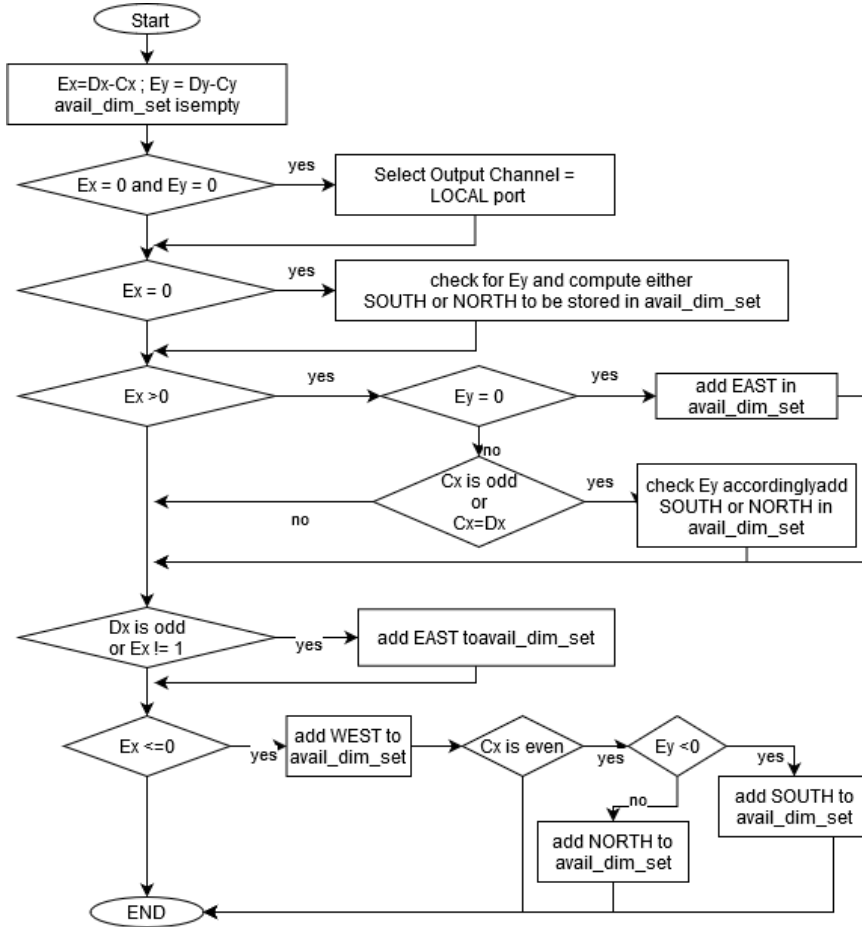 Start
Ex=Dx-Cx ; Ey = Dy-Cy
avail_dim_set isempty
Ex = 0 and Ey = 0
yes
Select Output Channel =
LOCAL port
Ex = 0
yes
check for Ey and compute either
SOUTH or NORTH to be stored in avail_dim_set
Ex >0
yes
Ey = 0
yes
add EAST in
avail_dim_set
no
Cx is odd
or
Cx=Dx
yes
no
check Ey accordinglyadd
SOUTH or NORTH in
avail_dim_set
Dx is odd
or Ex != 1
yes
add EAST toavail_dim_set
Ex <=0
yes
add WEST to
avail_dim_set
Cx is even
yes
Ey <0
yes
no
add SOUTH to
avail_dim_set
add NORTH to
avail_dim_set
END